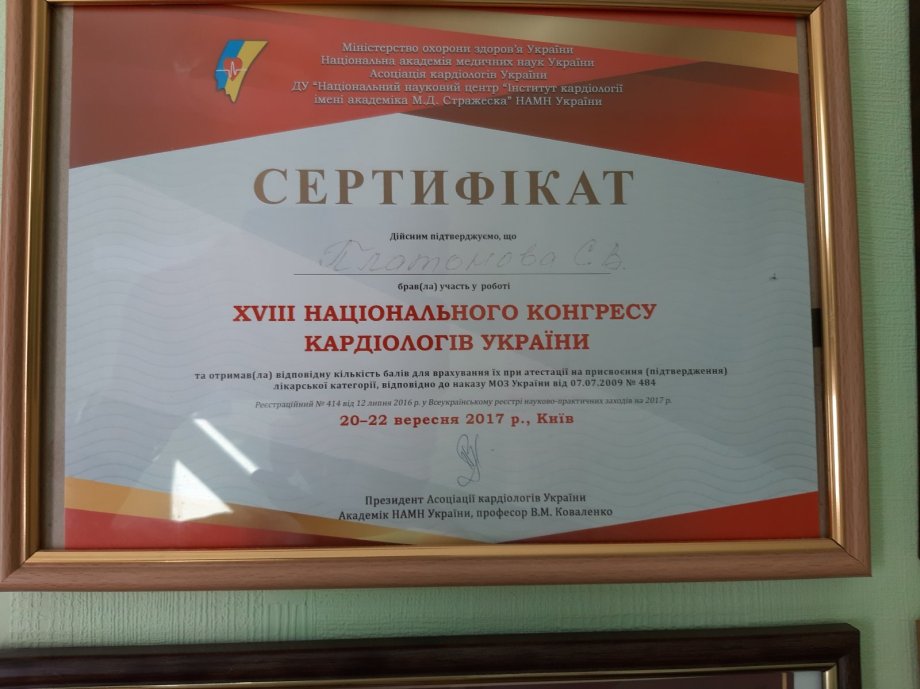 Міністерство охорони здоров'я України
Національна академія медичних наук України
Асоціація кардіологів України
ДУ "Національний науковий центр "Інститут кардіології
імені академіка М.Д. Стражеска" НАМН України
СЕРТИФІКАТ
Дійсним підтверджуємо, що
Платонова С.В.
брав(ла) участь у роботі
XVIII НАЦІОНАЛЬНОГО КОНГРЕСУ
КАРДІОЛОГІВ УКРАЇНИ
та отримав(ла) відповідну кількість балів для врахування їх при атестації на присвоєння (підтвердження)
лікарської категорії, відповідно до наказу МОЗ України від 07.07.2009 № 484
Реєстраційний № 414 від 12 липня 2016 р. у Всеукраїнському реєстрі науково-практичних заходів на 2017 р.
20–22 вересня 2017 р., Київ
Президент Асоціації кардіологів України
Академік НАМН України, професор В.М. Коваленко